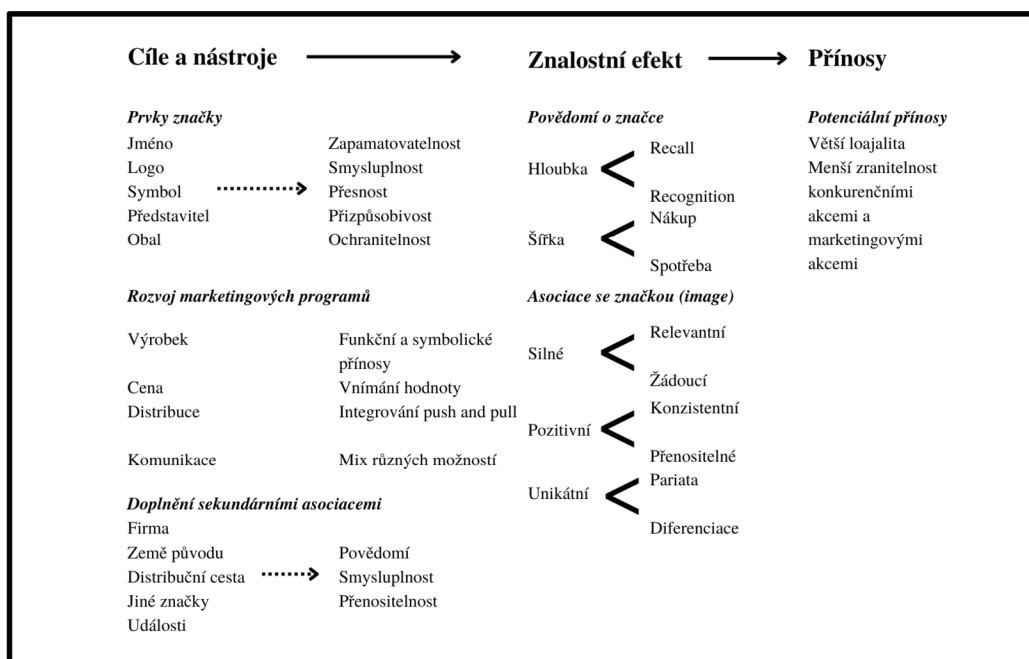 Cíle a nástroje
Znalostní efekt
Přínosy
Prvky značky
Jméno
Logo
Symbol
Představitel
Obal
Zapamatovatelnost
Smysluplnost
Přesnost
Přizpůsobivost
Ochranitelnost
Rozvoj marketingových programů
Výrobek
Funkční a symbolické
přínosy
Cena
Vnímání hodnoty
Distribuce
Integrování push and pull
Komunikace
Mix různých možností
Doplnění sekundárními asociacemi
Firma
Země původu
Distribuční cesta
Jiné značky
Události
Povědomí
Smysluplnost
Přenositelnost
Povědomí o značce
Hloubka
Recall
Recognition
Šířka
Nákup
Spotřeba
Asociace se značkou (image)
Silné
Relevantní
Žádoucí
Pozitivní
Konzistentní
Přenositelné
Unikátní
Pariata
Diferenciace
Potenciální přínosy
Větší loajalita
Menší zranitelnost
konkurenčními
akcemi a
marketingovými
akcemi